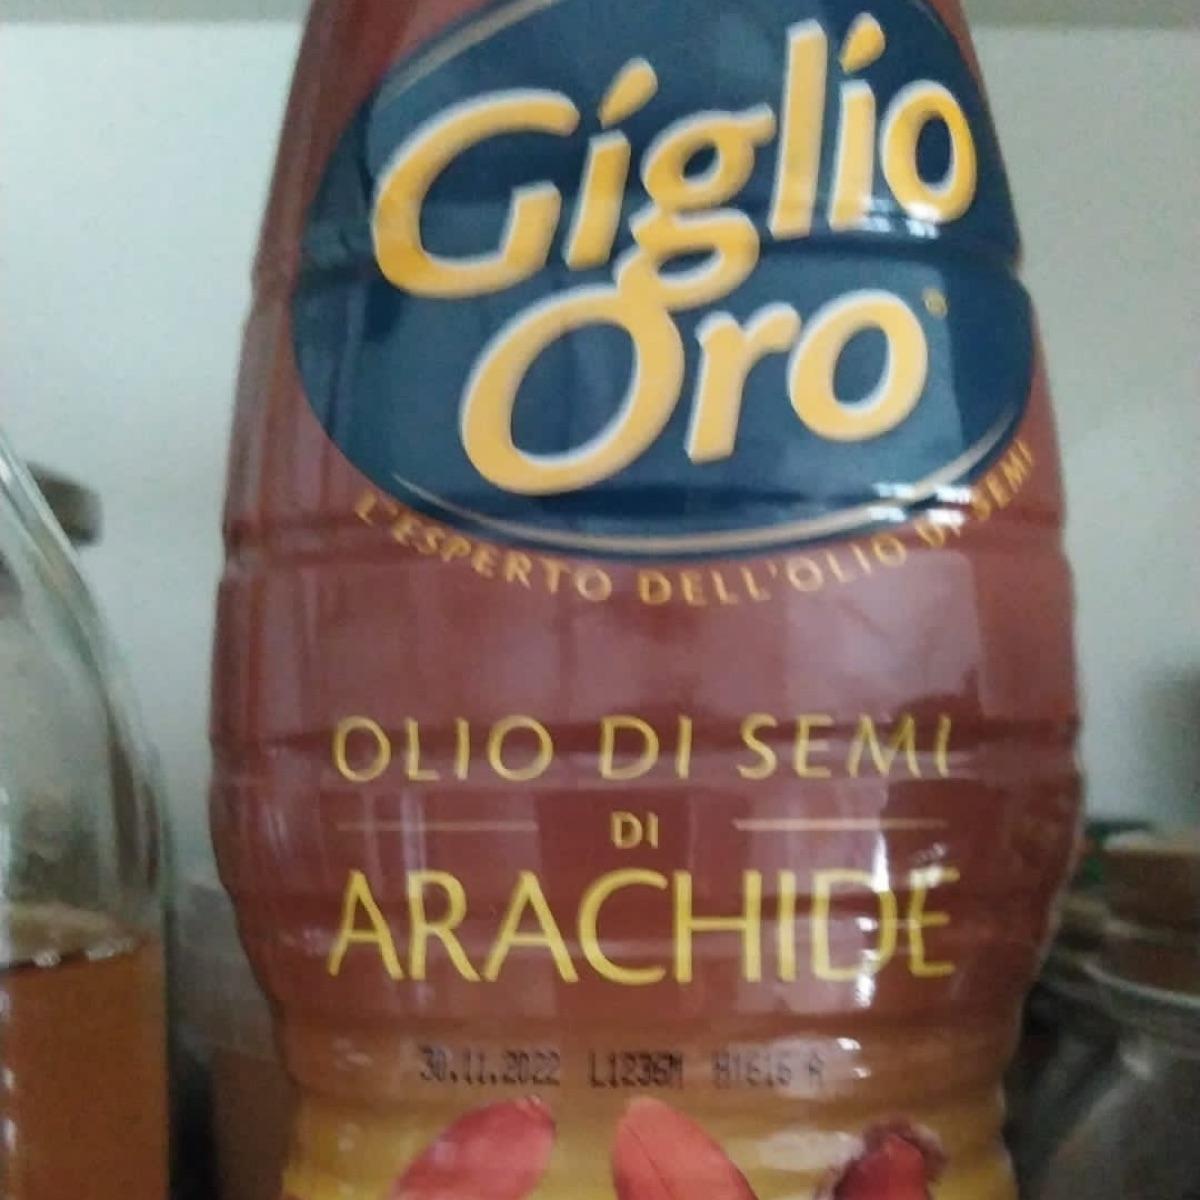 Giglio
Oro®
L'ESPERTO DELL'OLIO DI SEMI
OLIO DI SEMI
DI
ARACHIDE
30.11.2022 L1236M